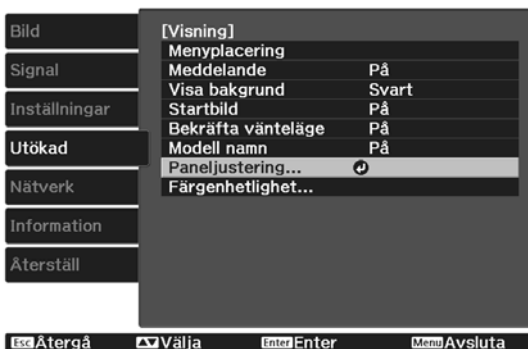 Bild
Signal
Inställningar
Utökad
Nätverk
Information
Återställ
[Visning]
Menyplacering
Meddelande På
Visa bakgrund Svart
Startbild På
Bekräfta vänteläge På
Modell namn På
Paneljustering...
Färgenhetlighet...
Esc Återgå Välja Enter Enter Menu Avsluta